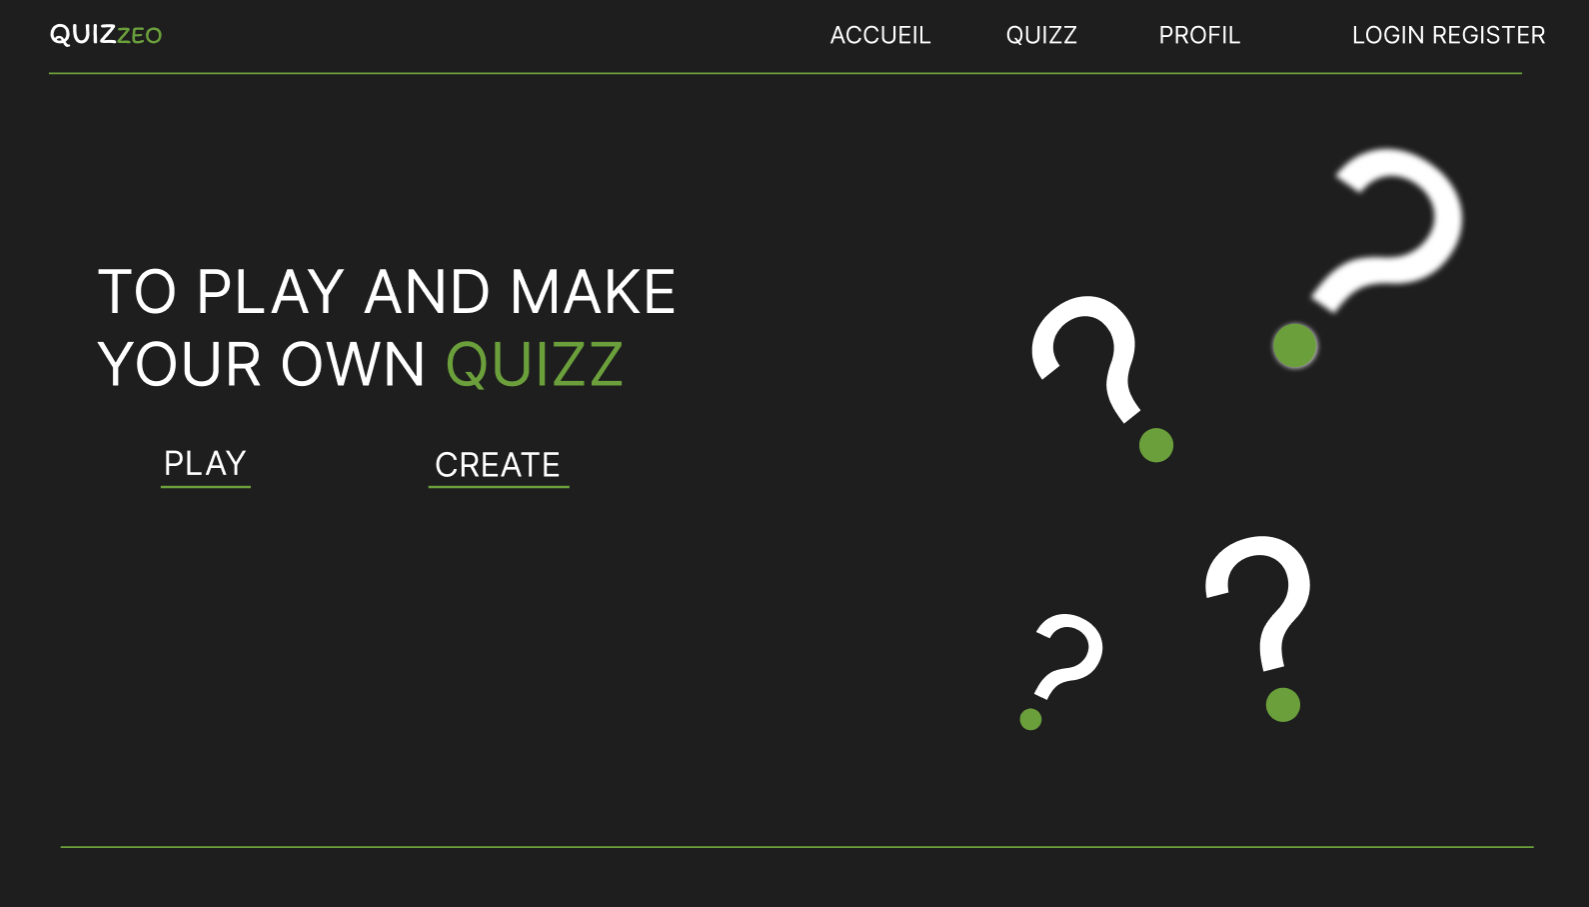 QUIZZEO ACCUEIL QUIZZ PROFIL LOGIN REGISTER
TO PLAY AND MAKE
YOUR OWN QUIZZ
PLAY CREATE
?
?
?
?